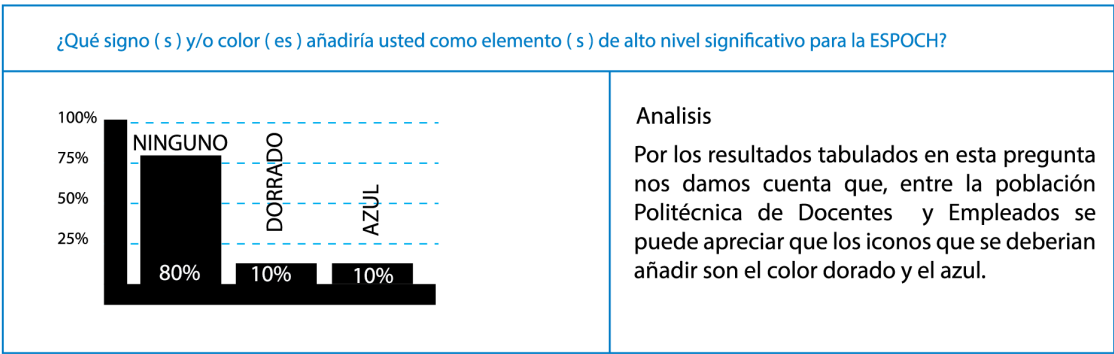 ¿Qué signo ( s ) y/o color ( es ) añadiría usted como elemento ( s ) de alto nivel significativo para la ESPOCH?
100%
75%
50%
25%
NINGUNO
DORRADO
AZUL
80%
10%
10%
Analisis
Por los resultados tabulados en esta pregunta
nos damos cuenta que, entre la población
Politécnica de Docentes y Empleados se
puede apreciar que los iconos que se deberian
añadir son el color dorado y el azul.